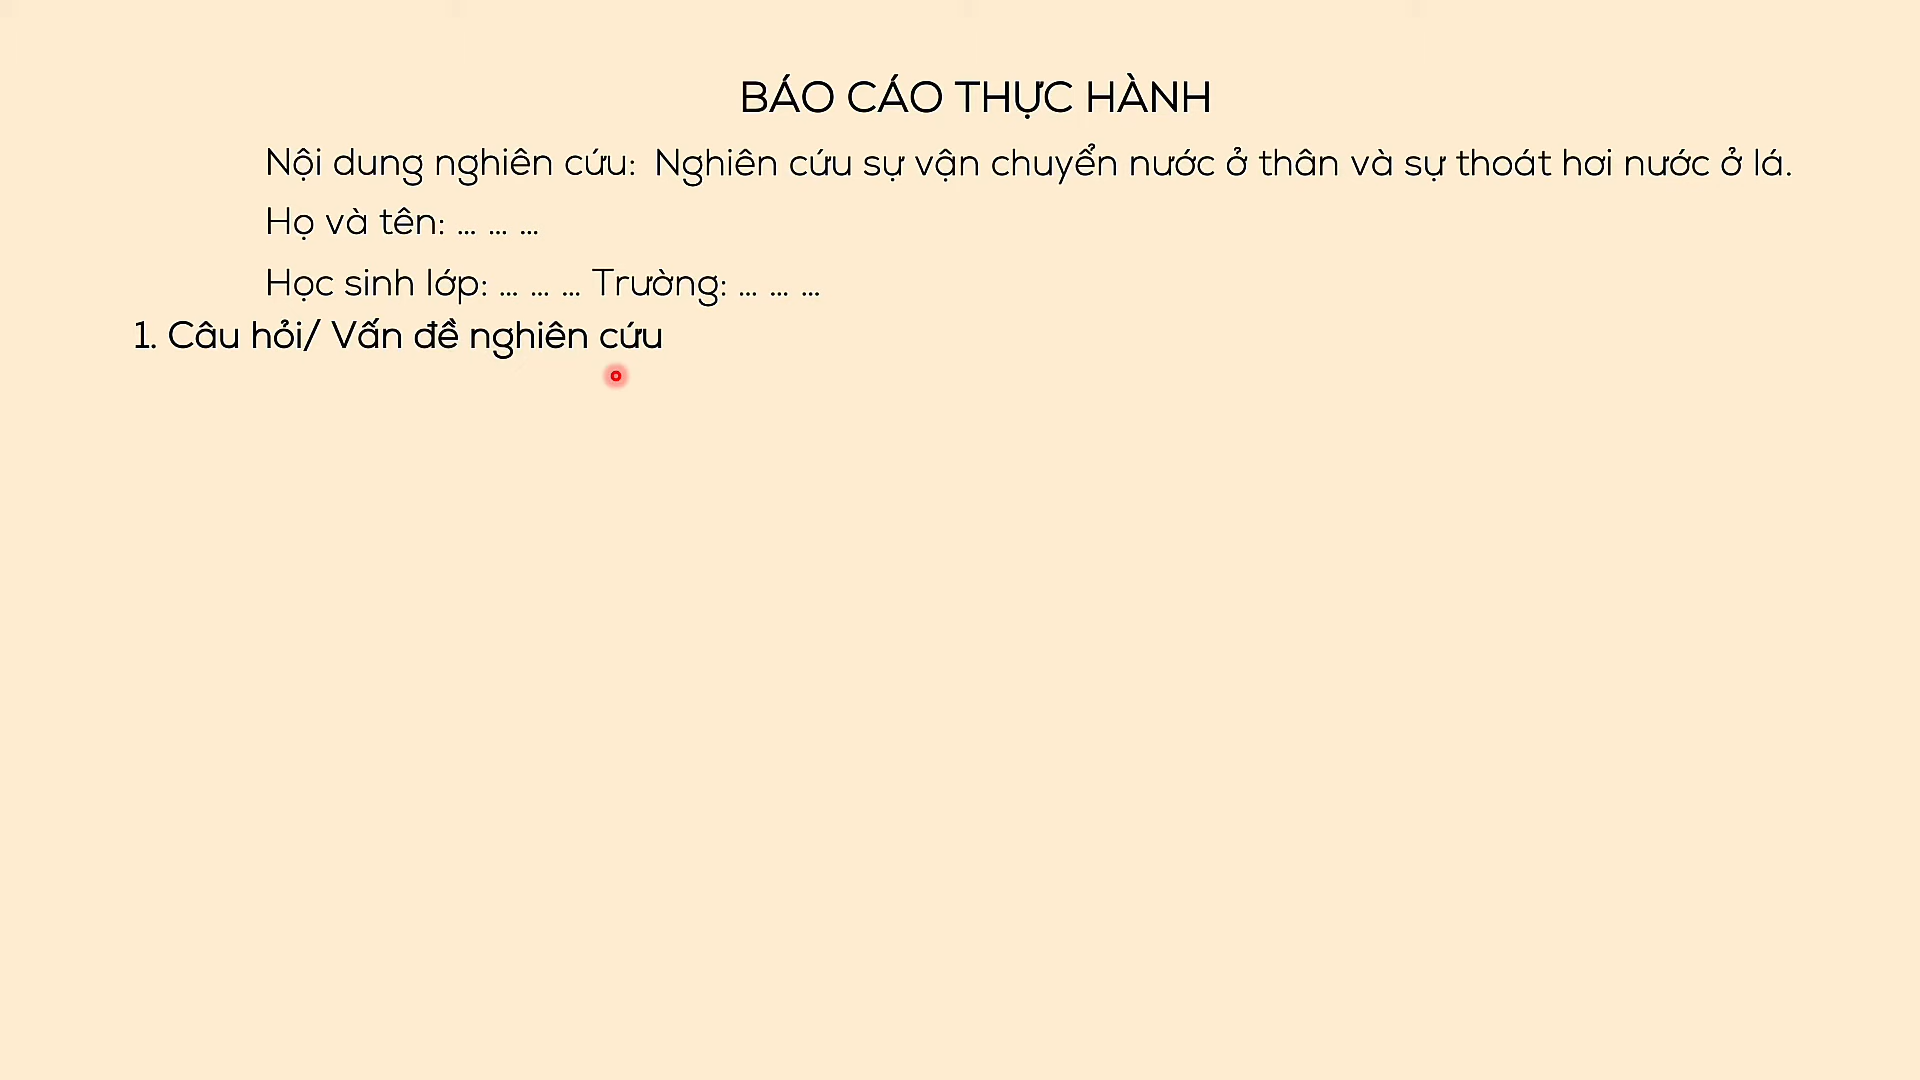 BÁO CÁO THỰC HÀNH
Nội dung nghiên cứu: Nghiên cứu sự vận chuyển nước ở thân và sự thoát hơi nước ở lá.
Họ và tên: ... ... ...
Học sinh lớp: ... ... ... Trường: ... ... ...
1. Câu hỏi/ Vấn đề nghiên cứu